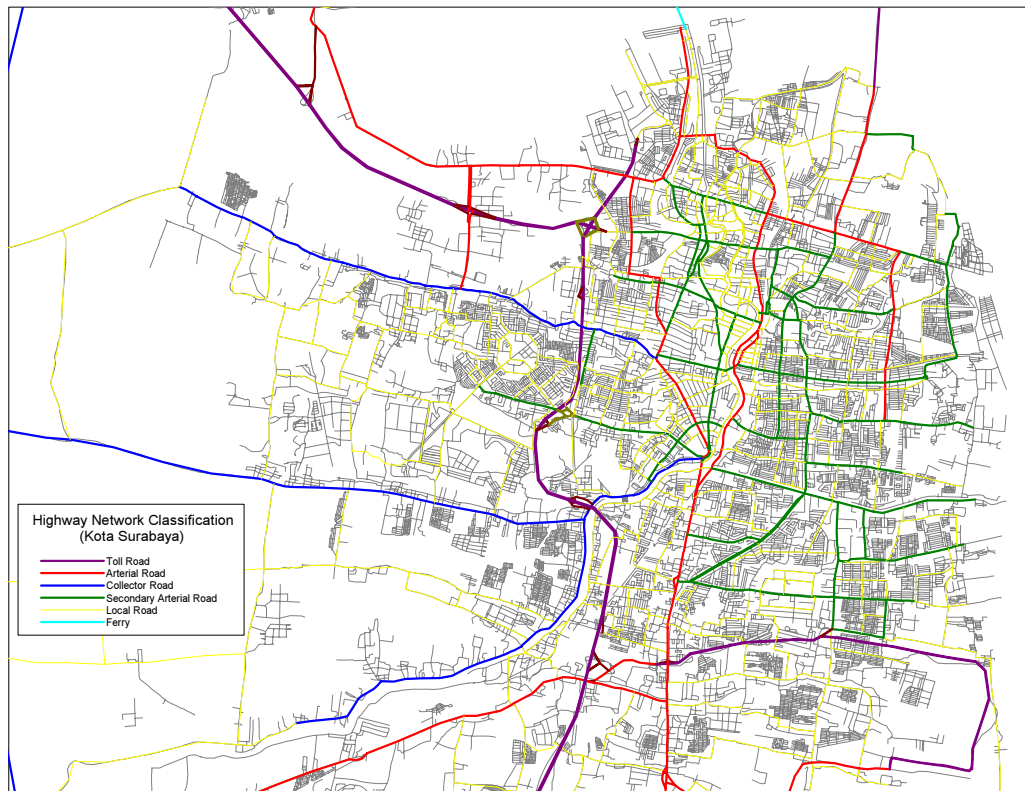 Highway Network Classification
(Kota Surabaya)
Toll Road
Arterial Road
Collector Road
Secondary Arterial Road
Local Road
Ferry